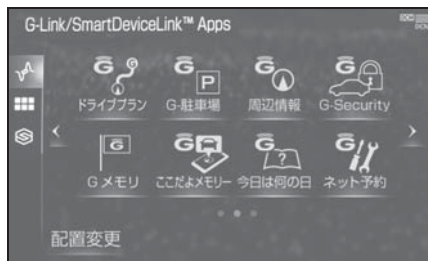 G-Link/SmartDeviceLink™ Apps
ドライブプラン G-駐車場 周辺情報 G-Security
Gメモリ ここだよメモリー 今日は何の日 ネット予約
配置変更